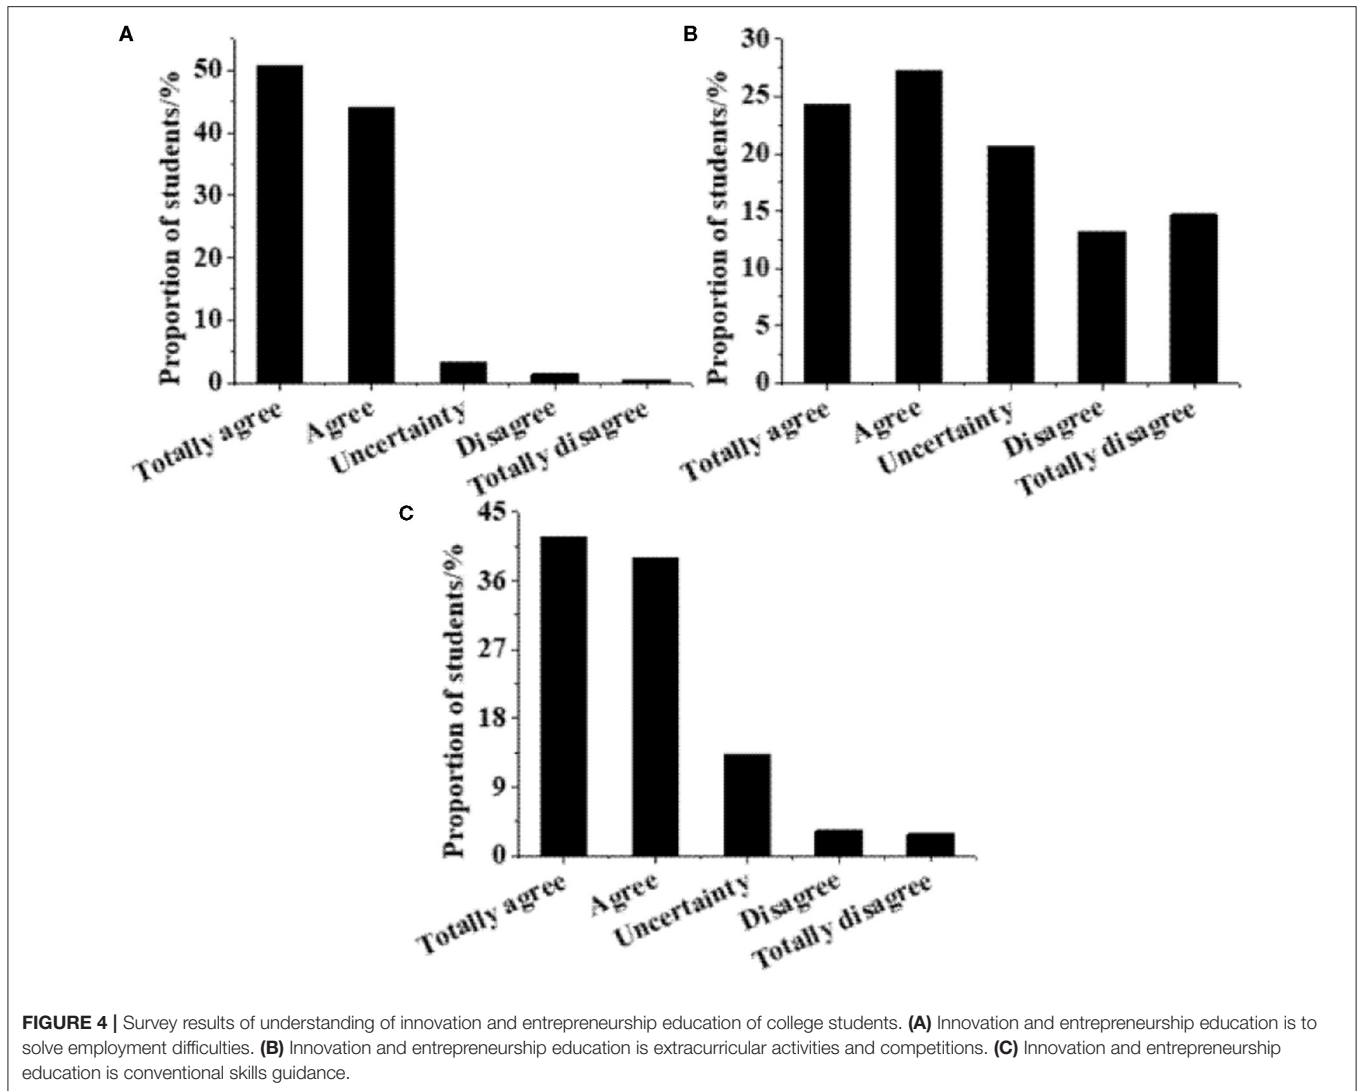 A
Proportion of students/%
50
40
30
20
10
0
Totally agree
Agree
Uncertainty
Disagree
Totally disagree
B
Proportion of students/%
30
25
20
15
10
5
0
Totally agree
Agree
Uncertainty
Disagree
Totally disagree
C
Proportion of students/%
45
36
27
18
9
0
Totally agree
Agree
Uncertainty
Disagree
Totally disagree
FIGURE 4 | Survey results of understanding of innovation and entrepreneurship education of college students. (A) Innovation and entrepreneurship education is to
solve employment difficulties. (B) Innovation and entrepreneurship education is extracurricular activities and competitions. (C) Innovation and entrepreneurship
education is conventional skills guidance.